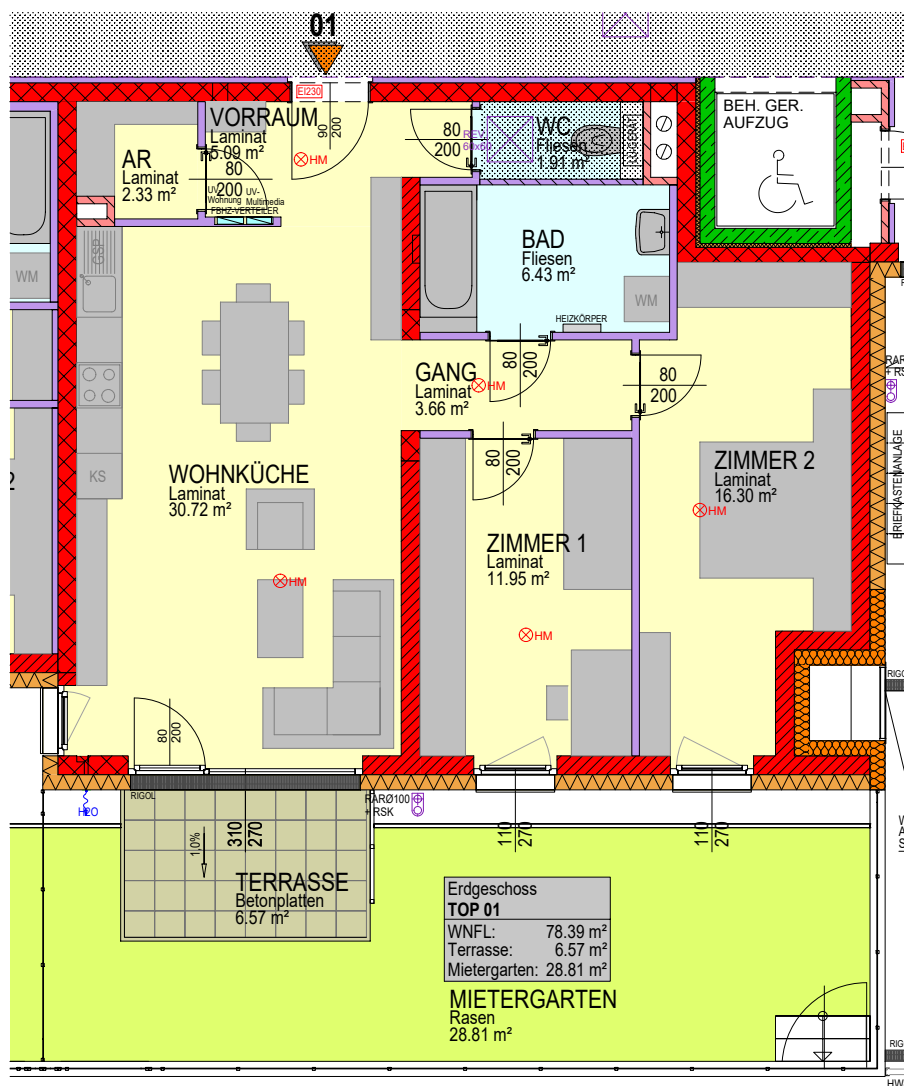 01
EI230
BEH. GER.
AUFZUG
VORRAUM
Laminat
5.09 m²
90
200
HM
80
200
REV.
60x60
WC
Fliesen
1.91 m²
AR
Laminat
2.33 m²
80
200
UV-
Wohnung
UV-
Multimedia
FBHZ-VERTEILER
GSP
WM
BAD
Fliesen
6.43 m²
WM
HEIZKÖRPER
80
200
GANG
Laminat
3.66 m²
HM
80
200
80
200
KS
WOHNKÜCHE
Laminat
30.72 m²
HM
ZIMMER 1
Laminat
11.95 m²
HM
ZIMMER 2
Laminat
16.30 m²
HM
BRIEFKASTENANLAGE
80
200
RIGOL
H2O
RARØ100
+ RSK
310
270
110
270
110
270
1,0%
TERRASSE
Betonplatten
6.57 m²
Erdgeschoss
TOP 01
WNFL: 78.39 m²
Terrasse: 6.57 m²
Mietergarten: 28.81 m²
MIETERGARTEN
Rasen
28.81 m²
HW